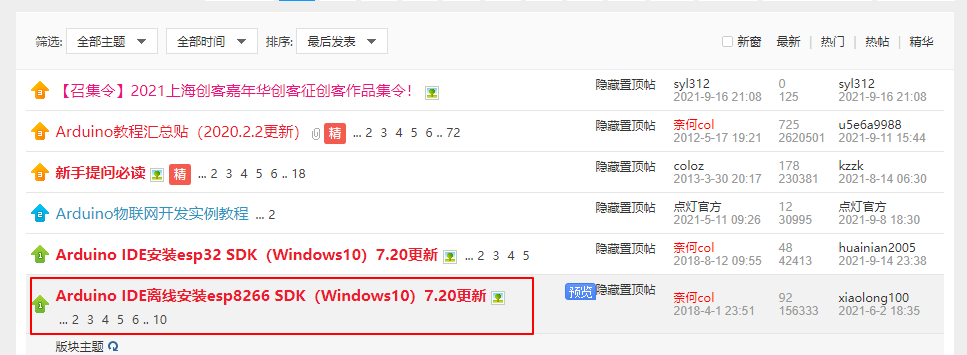 筛选: 全部主题 全部时间 排序: 最后发表 新窗 最新 热门 热帖 精华
3 【召集令】2021上海创客嘉年华创客征创客作品集令! 隐藏置顶帖 syl312 0 syl312
2021-9-16 21:08 125 2021-9-16 21:08
3 Arduino教程汇总贴（2020.2.2更新） 精 ... 2 3 4 5 6 .. 72 隐藏置顶帖 奈何col 725 u5e6a9988
2012-5-17 19:21 2620501 2021-9-11 15:44
3 新手提问必读 精 ... 2 3 4 5 6 .. 18 隐藏置顶帖 coloz 178 kzzk
2013-3-30 20:17 230381 2021-8-14 06:30
2 Arduino物联网开发实例教程 ... 2 隐藏置顶帖 点灯官方 12 点灯官方
2021-5-11 09:26 30995 2021-9-8 18:30
1 Arduino IDE安装esp32 SDK（Windows10）7.20更新 ... 2 3 4 5 隐藏置顶帖 奈何col 48 huainian2005
2018-8-12 09:55 42413 2021-9-14 23:38
1 Arduino IDE离线安装esp8266 SDK（Windows10）7.20更新 预览 隐藏置顶帖 奈何col 92 xiaolong100
... 2 3 4 5 6 .. 10 2018-4-1 23:51 156333 2021-6-2 18:35
版块主题